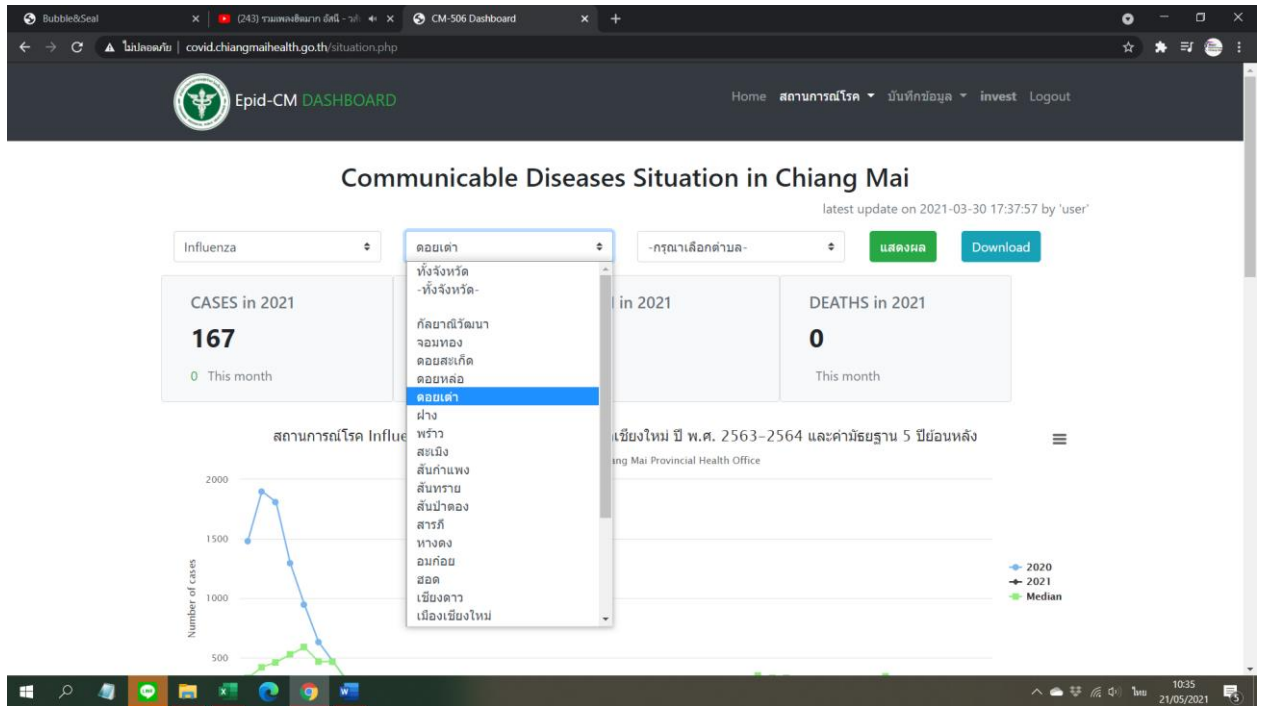 Bubble&Seal
(243) รวมเพลงฮิตมาก อัสนี - วส
CM-506 Dashboard
ไม่ปลอดภัย | covid.chiangmaihealth.go.th/situation.php
Epid-CM DASHBOARD
Home สถานการณ์โรค บันทึกข้อมูล invest Logout
Communicable Diseases Situation in Chiang Mai
latest update on 2021-03-30 17:37:57 by 'user'
Influenza
ดอยเต่า
-กรุณาเลือกตำบล-
แสดงผล
Download
ทั้งจังหวัด
-ทั้งจังหวัด-
กัลยาณิวัฒนา
จอมทอง
ดอยสะเก็ด
ดอยหล่อ
ดอยเต่า
ฝาง
พร้าว
สะเมิง
สันกำแพง
สันทราย
สันป่าตอง
สารภี
หางดง
อมก๋อย
ฮอด
เชียงดาว
เมืองเชียงใหม่
CASES in 2021
167
0 This month
in 2021
DEATHS in 2021
0
This month
สถานการณ์โรค Influe
เชียงใหม่ ปี พ.ศ. 2563-2564 และค่ามัธยฐาน 5 ปีย้อนหลัง
ang Mai Provincial Health Office
Number of cases
2000
1500
1000
500
2020
2021
Median
ไทย
10:35
21/05/2021
5